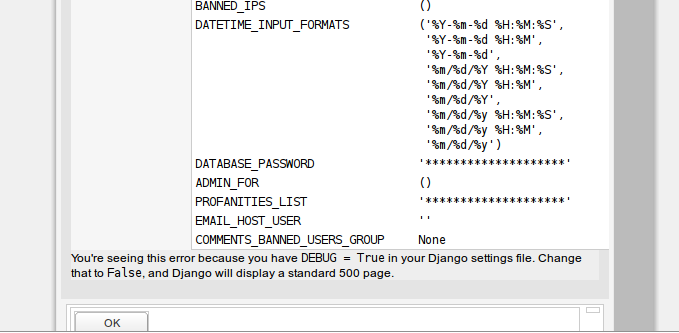 BANNED_IPS ()
DATETIME_INPUT_FORMATS ('%Y-%m-%d %H:%M:%S',
'%Y-%m-%d %H:%M',
'%Y-%m-%d',
'%m/%d/%Y %H:%M:%S',
'%m/%d/%Y %H:%M',
'%m/%d/%Y',
'%m/%d/%y %H:%M:%S',
'%m/%d/%y %H:%M',
'%m/%d/%y')
DATABASE_PASSWORD '********************'
ADMIN_FOR ()
PROFANITIES_LIST '********************'
EMAIL_HOST_USER ''
COMMENTS_BANNED_USERS_GROUP None
You're seeing this error because you have DEBUG = True in your Django settings file. Change
that to False, and Django will display a standard 500 page.
OK